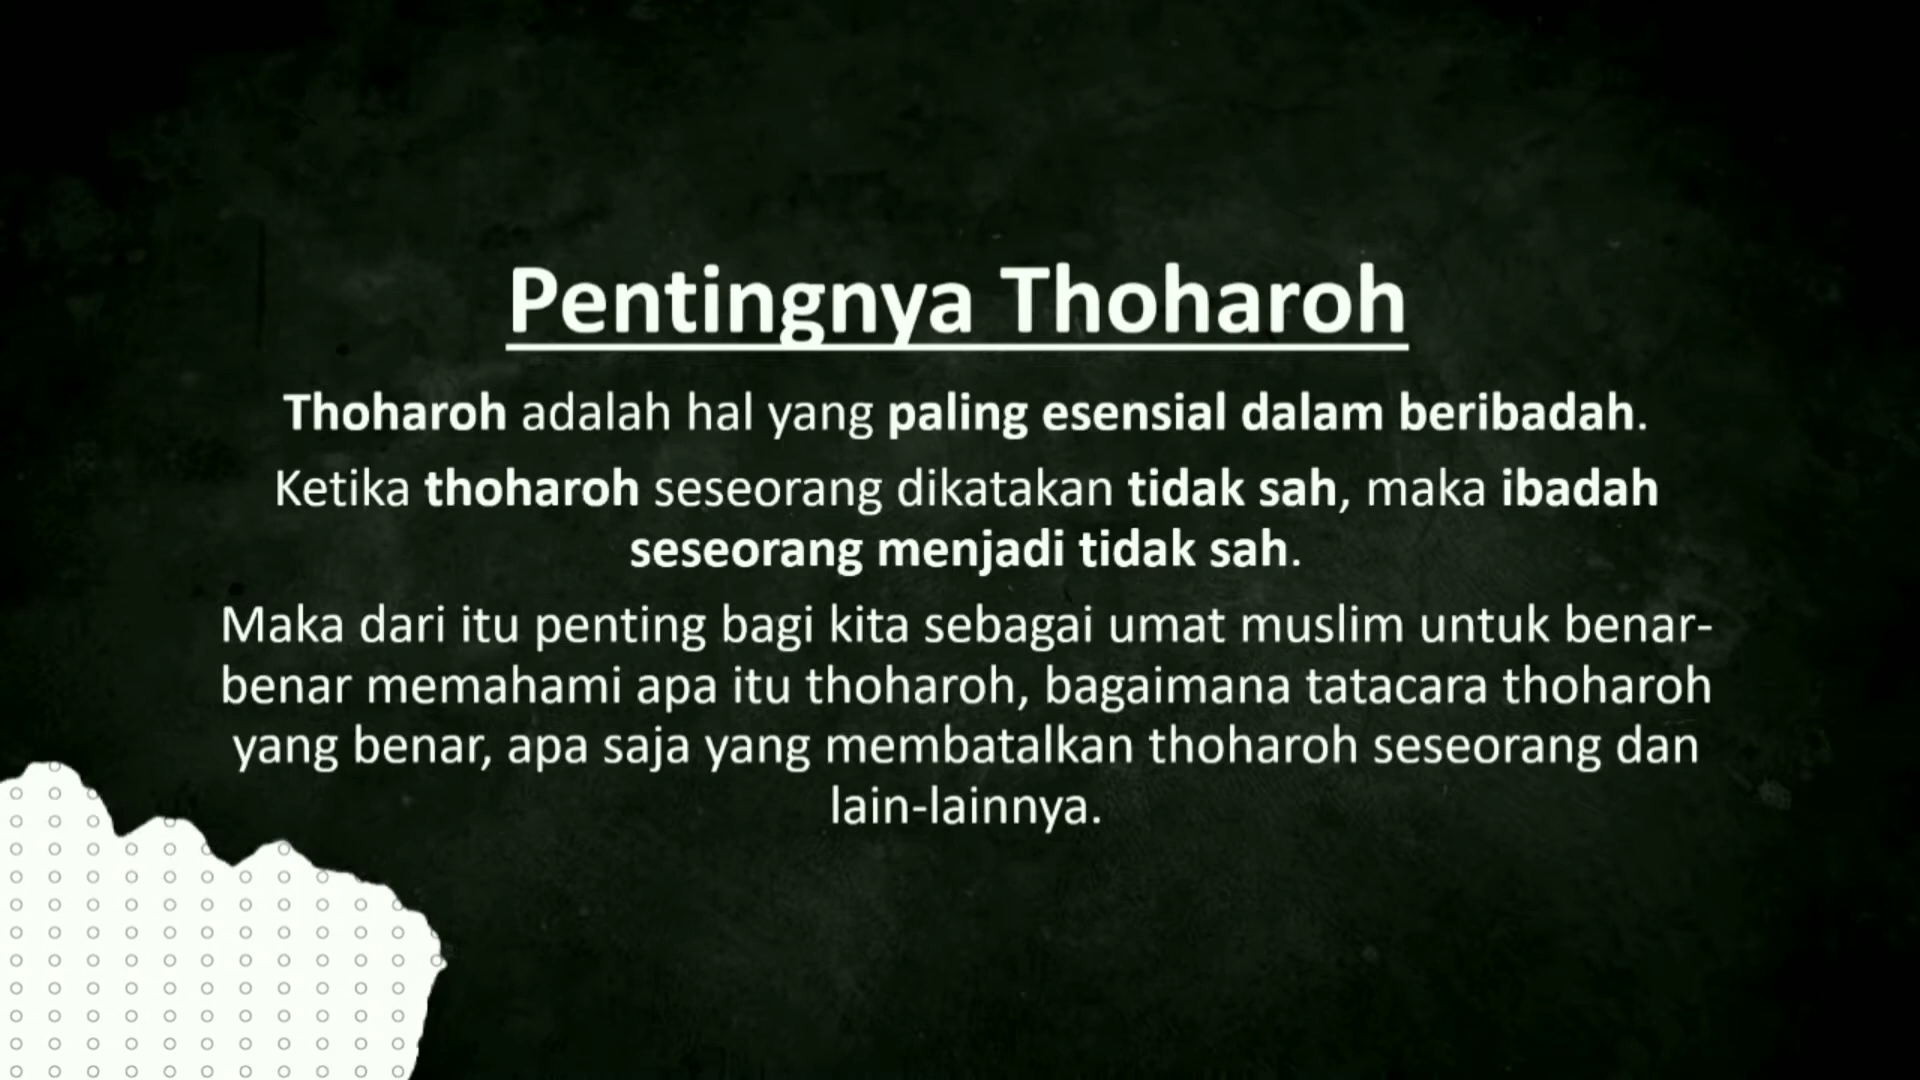 Pentingnya Thoharoh
Thoharoh adalah hal yang paling esensial dalam beribadah.
Ketika thoharoh seseorang dikatakan tidak sah, maka ibadah
seseorang menjadi tidak sah.
Maka dari itu penting bagi kita sebagai umat muslim untuk benar-
benar memahami apa itu thoharoh, bagaimana tatacara thoharoh
yang benar, apa saja yang membatalkan thoharoh seseorang dan
lain-lainnya.